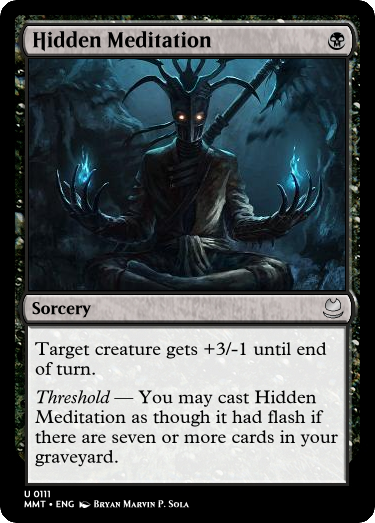 Hidden Meditation
Sorcery
Target creature gets +3/-1 until end
of turn.
Threshold — You may cast Hidden
Meditation as though it had flash if
there are seven or more cards in your
graveyard.
U 0111
MMT • ENG Bryan Marvin P. Sola